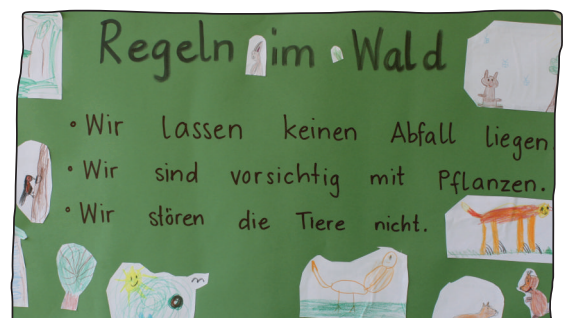 Regeln im Wald
• Wir lassen keinen Abfall liegen
• Wir sind vorsichtig mit Pflanzen.
• Wir stören die Tiere nicht.